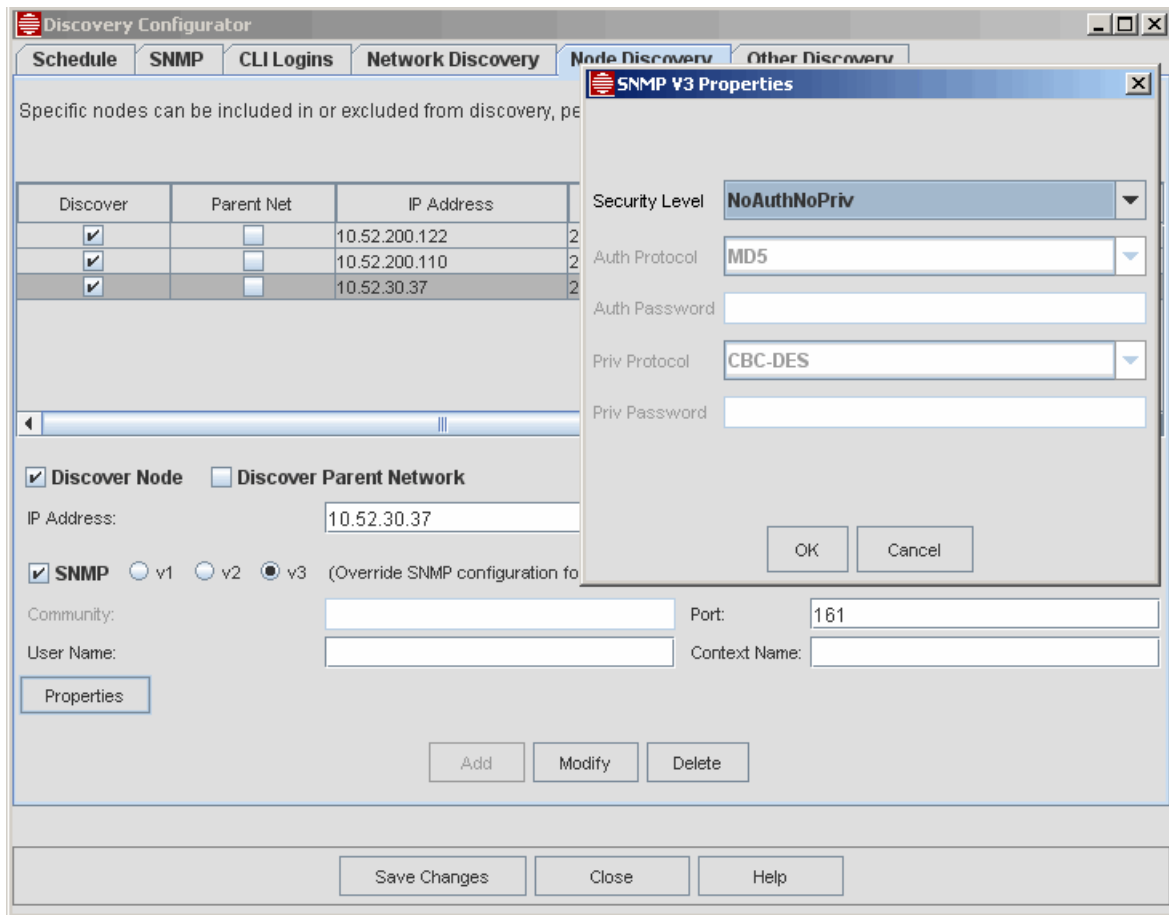 Discovery Configurator
Schedule SNMP CLI Logins Network Discovery Node Discovery Other Discovery
Specific nodes can be included in or excluded from discovery, pe
Discover Parent Net IP Address
10.52.200.122 2
10.52.200.110 2
10.52.30.37 2
Discover Node Discover Parent Network
IP Address: 10.52.30.37
SNMP v1 v2 v3 (Override SNMP configuration fo
Community: Port: 161
User Name: Context Name:
Properties
Add Modify Delete
Save Changes Close Help
SNMP V3 Properties
Security Level NoAuthNoPriv
Auth Protocol MD5
Auth Password
Priv Protocol CBC-DES
Priv Password
OK Cancel